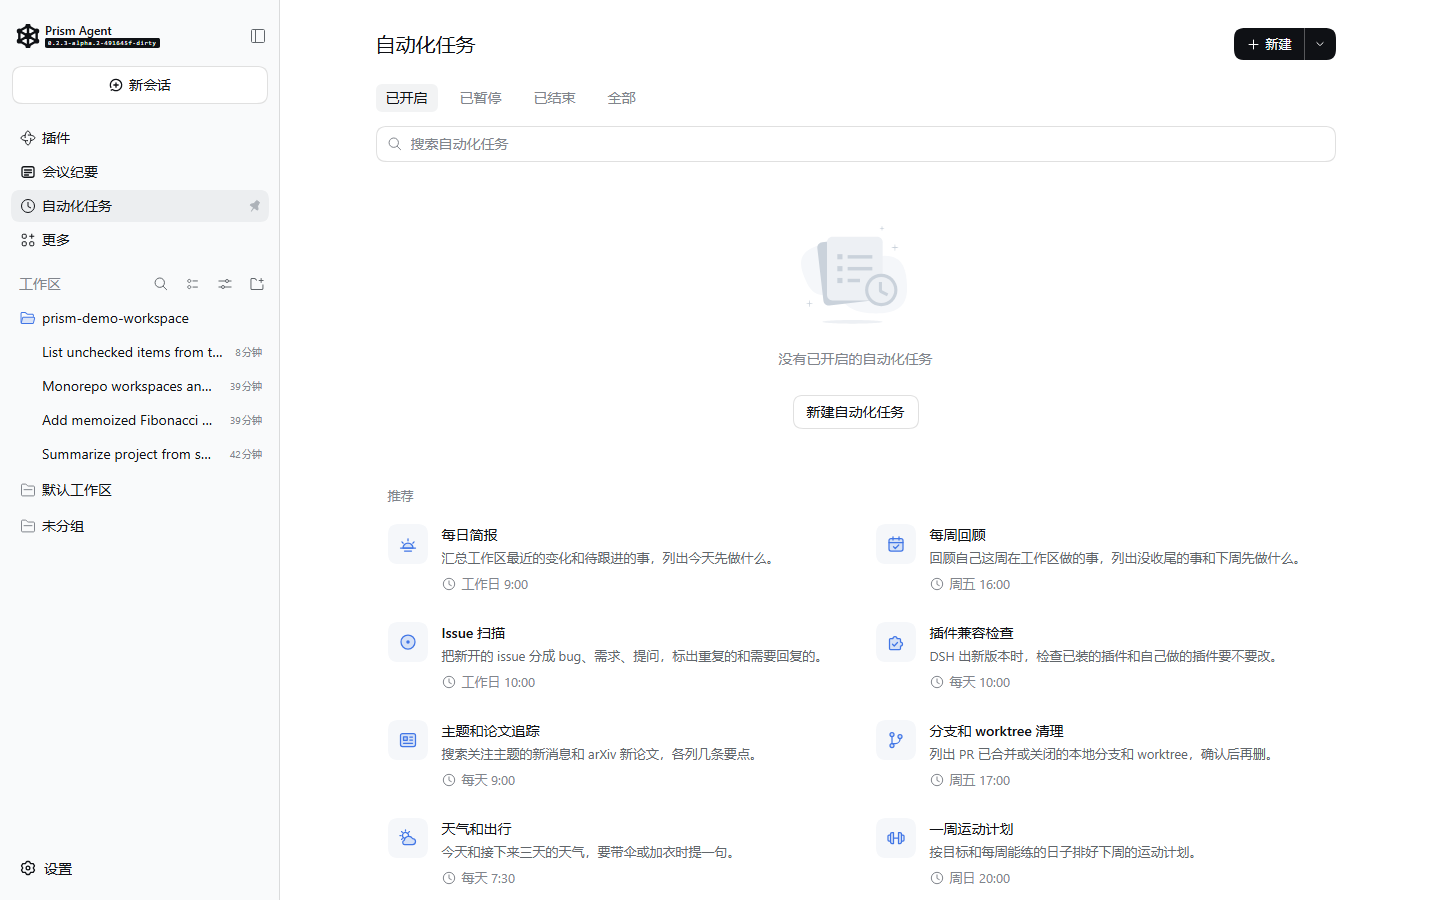 Prism Agent
0.2.3-alpha.2-491645f-dirty
新会话
插件
会议纪要
自动化任务
更多
工作区
prism-demo-workspace
List unchecked items from t... 8分钟
Monorepo workspaces an... 39分钟
Add memoized Fibonacci ... 39分钟
Summarize project from s... 42分钟
默认工作区
未分组
设置
自动化任务
新建
已开启 已暂停 已结束 全部
搜索自动化任务
没有已开启的自动化任务
新建自动化任务
推荐
每日简报
汇总工作区最近的变化和待跟进的事，列出今天先做什么。
工作日 9:00
每周回顾
回顾自己这周在工作区做的事，列出没收尾的事和下周先做什么。
周五 16:00
Issue 扫描
把新开的 issue 分成 bug、需求、提问，标出重复的和需要回复的。
工作日 10:00
插件兼容检查
DSH 出新版本时，检查已装的插件和自己做的插件要不要改。
每天 10:00
主题和论文追踪
搜索关注主题的新消息和 arXiv 新论文，各列几条要点。
每天 9:00
分支和 worktree 清理
列出 PR 已合并或关闭的本地分支和 worktree，确认后再删。
周五 17:00
天气和出行
今天和接下来三天的天气，要带伞或加衣时提一句。
每天 7:30
一周运动计划
按目标和每周能练的日子排好下周的运动计划。
周日 20:00